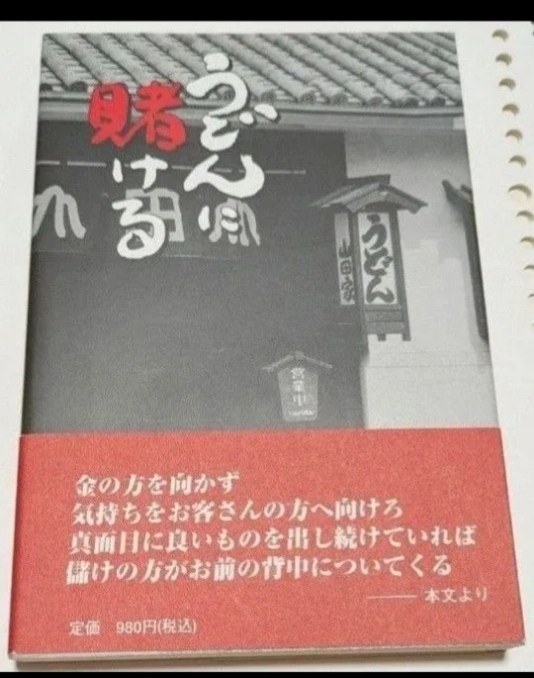 うどんに
賭ける
うどん
山田家
営業中
金の方を向かず
気持ちをお客さんの方へ向けろ
真面目に良いものを出し続けていれば
儲けの方がお前の背中についてくる
——— 本文より
定価 980円(税込)